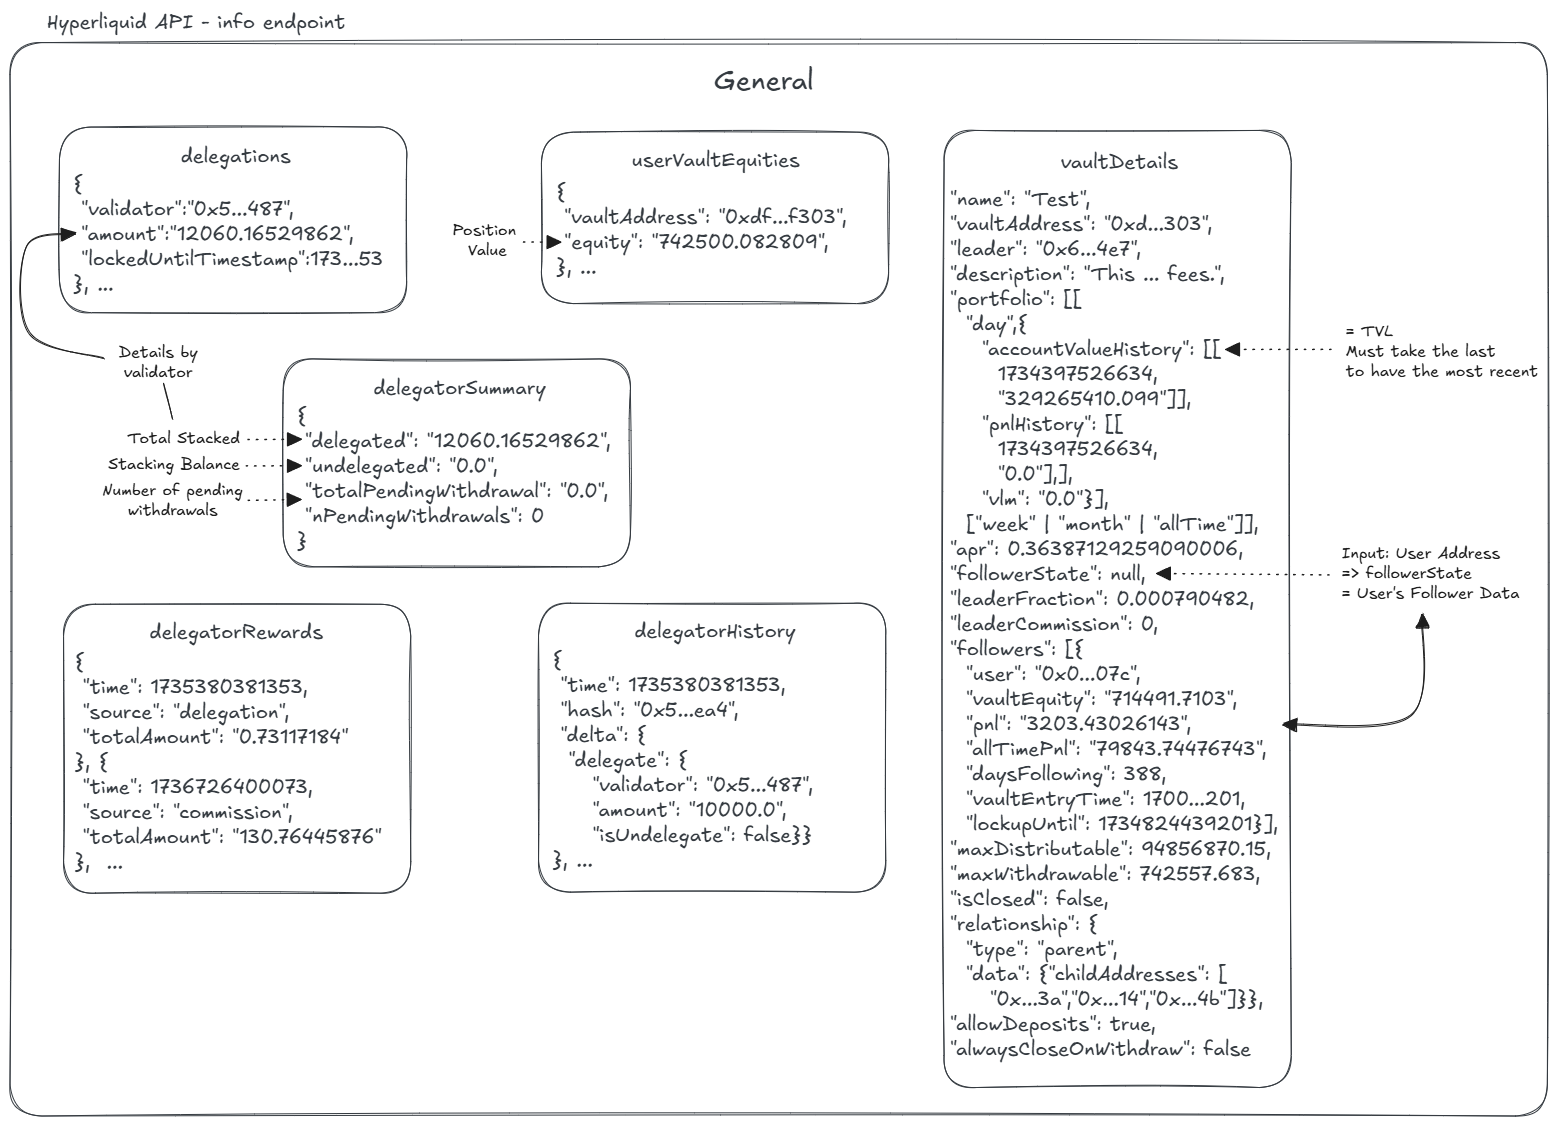 Hyperliquid API - info endpoint
General
delegations
{
"validator":"0x5...487",
"amount":"12060.16529862",
"lockedUntilTimestamp":173...53
}, ...
userVaultEquities
{
"vaultAddress": "0xdf...f303",
"equity": "742500.082809",
}, ...
Position
Value
Details by
validator
delegatorSummary
{
"delegated": "12060.16529862",
"undelegated": "0.0",
"totalPendingWithdrawal": "0.0",
"nPendingWithdrawals": 0
}
Total Stacked
Stacking Balance
Number of pending
withdrawals
delegatorRewards
{
"time": 1735380381353,
"source": "delegation",
"totalAmount": "0.73117184"
}, {
"time": 1736726400073,
"source": "commission",
"totalAmount": "130.76445876"
}, ...
delegatorHistory
{
"time": 1735380381353,
"hash": "0x5...ea4",
"delta": {
"delegate": {
"validator": "0x5...487",
"amount": "10000.0",
"isUndelegate": false}}
}, ...
vaultDetails
"name": "Test",
"vaultAddress": "0xd...303",
"leader": "0x6...4e7",
"description": "This ... fees.",
"portfolio": [[
"day",{
"accountValueHistory": [[
1734397526634,
"329265410.099"]],
"pnlHistory": [[
1734397526634,
"0.0"],],
"vlm": "0.0"}],
["week" | "month" | "allTime"]],
"apr": 0.36387129259090006,
"followerState": null,
"leaderFraction": 0.000790482,
"leaderCommission": 0,
"followers": [{
"user": "0x0...07c",
"vaultEquity": "714491.7103",
"pnl": "3203.43026143",
"allTimePnl": "79843.74476743",
"daysFollowing": 388,
"vaultEntryTime": 1700...201,
"lockupUntil": 1734824439201}],
"maxDistributable": 94856870.15,
"maxWithdrawable": 742557.683,
"isClosed": false,
"relationship": {
"type": "parent",
"data": {"childAddresses": [
"0x...3a","0x...14","0x...4b"]}},
"allowDeposits": true,
"alwaysCloseOnWithdraw": false
= TVL
Must take the last
to have the most recent
Input: User Address
=> followerState
= User's Follower Data